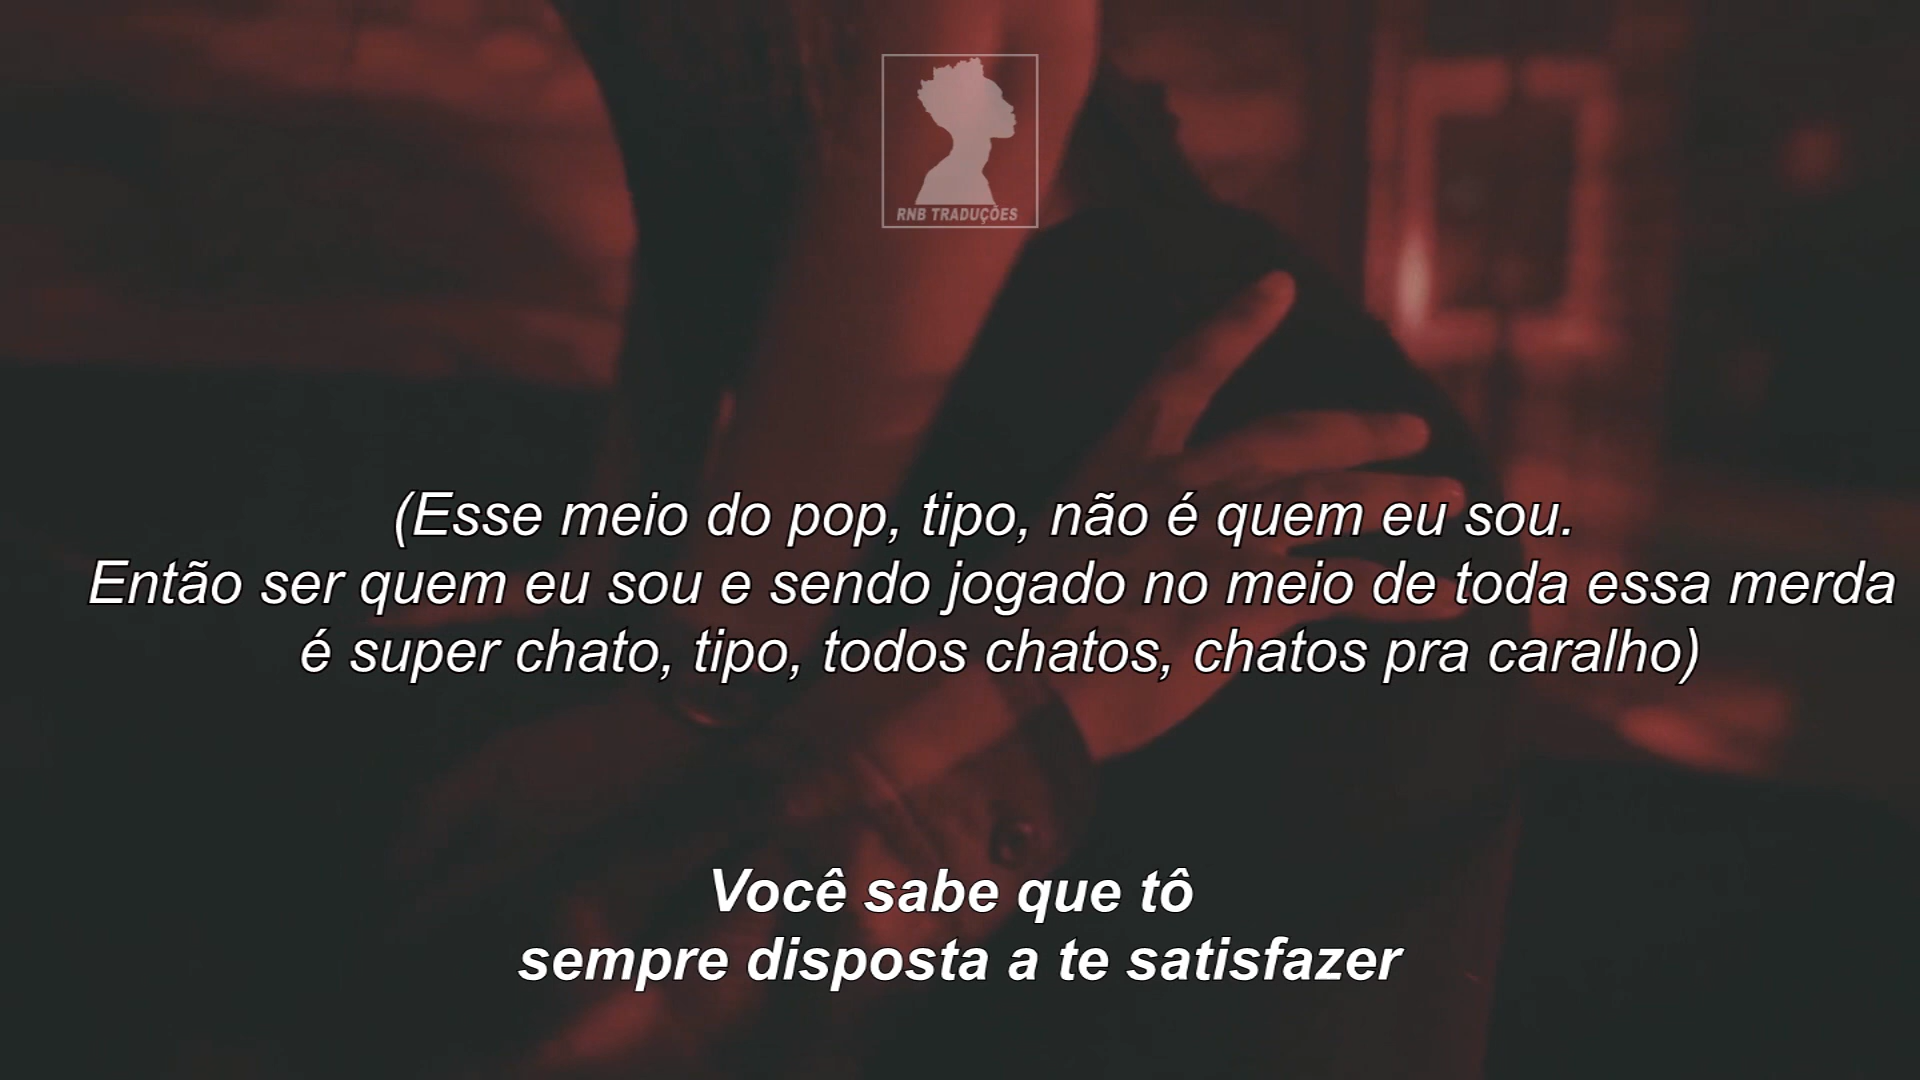 RNB TRADUÇÕES
(Esse meio do pop, tipo, não é quem eu sou.
Então ser quem eu sou e sendo jogado no meio de toda essa merda
é super chato, tipo, todos chatos, chatos pra caralho)
Você sabe que tô
sempre disposta a te satisfazer